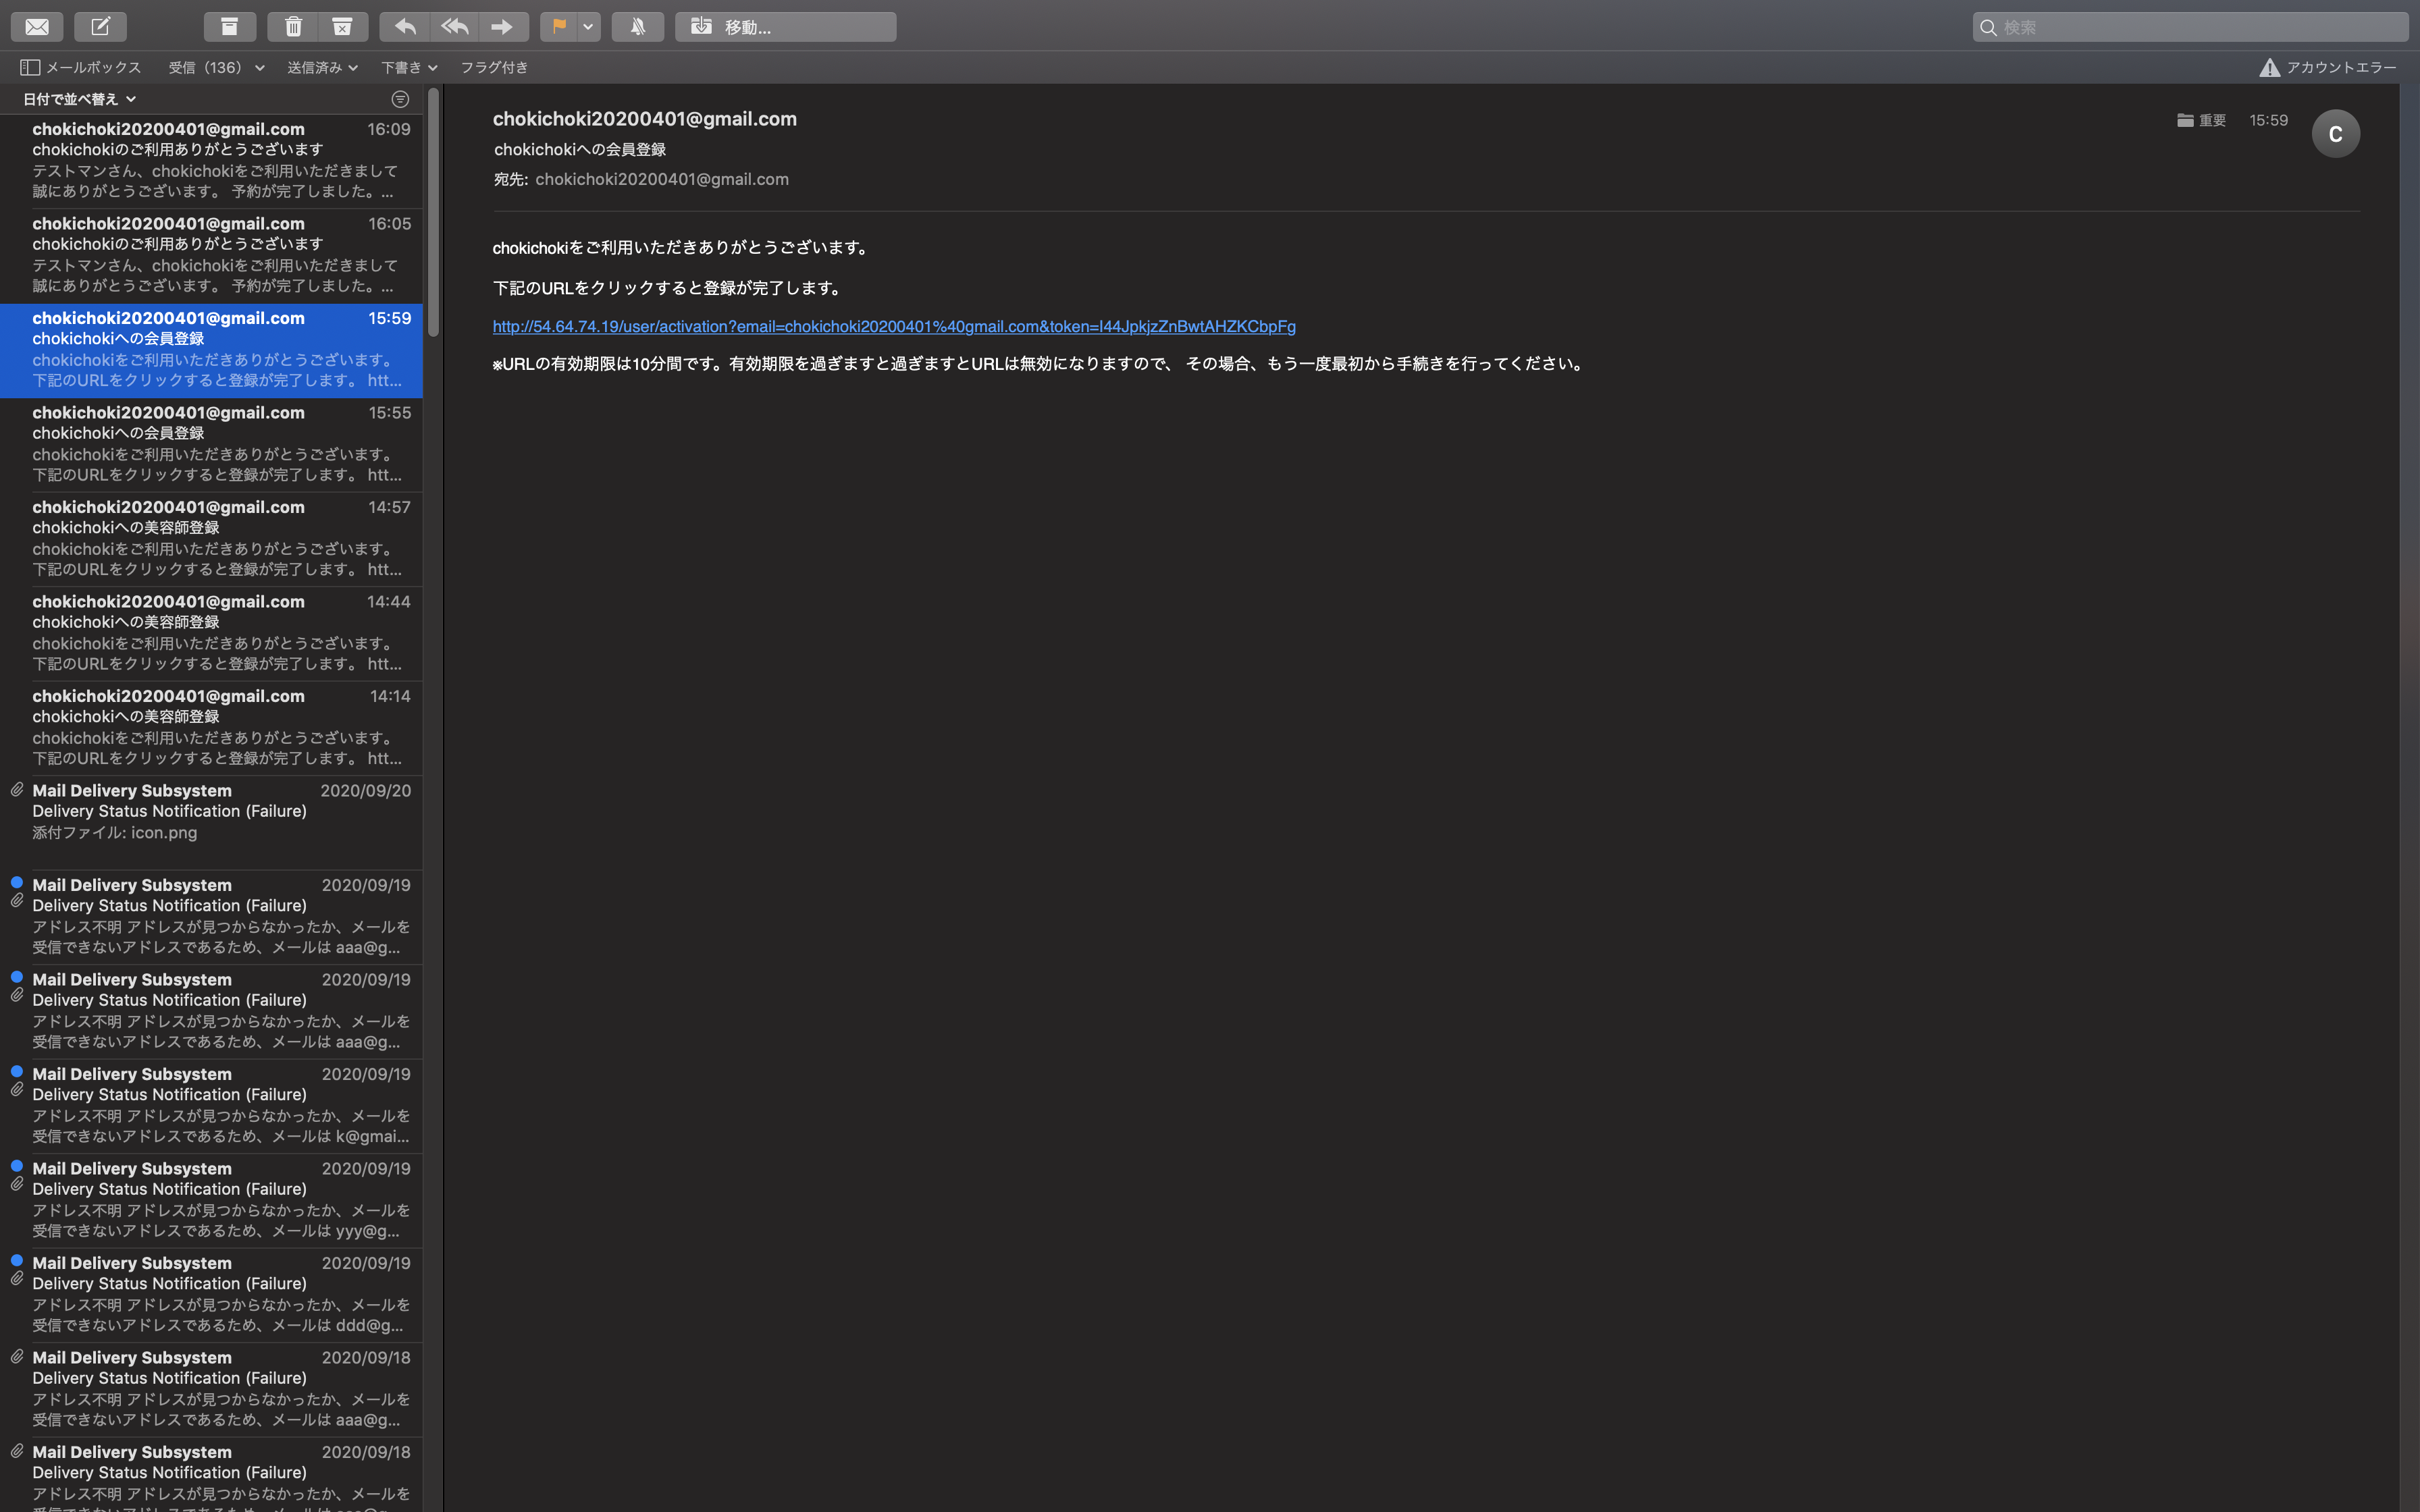 移動...
検索
メールボックス 受信（136） 送信済み 下書き フラグ付き
アカウントエラー
日付で並べ替え
chokichoki20200401@gmail.com 16:09
chokichokiのご利用ありがとうございます
テストマンさん、chokichokiをご利用いただきまして
誠にありがとうございます。 予約が完了しました。...
chokichoki20200401@gmail.com 16:05
chokichokiのご利用ありがとうございます
テストマンさん、chokichokiをご利用いただきまして
誠にありがとうございます。 予約が完了しました。...
chokichoki20200401@gmail.com 15:59
chokichokiへの会員登録
chokichokiをご利用いただきありがとうございます。
下記のURLをクリックすると登録が完了します。 htt...
chokichoki20200401@gmail.com 15:55
chokichokiへの会員登録
chokichokiをご利用いただきありがとうございます。
下記のURLをクリックすると登録が完了します。 htt...
chokichoki20200401@gmail.com 14:57
chokichokiへの美容師登録
chokichokiをご利用いただきありがとうございます。
下記のURLをクリックすると登録が完了します。 htt...
chokichoki20200401@gmail.com 14:44
chokichokiへの美容師登録
chokichokiをご利用いただきありがとうございます。
下記のURLをクリックすると登録が完了します。 htt...
chokichoki20200401@gmail.com 14:14
chokichokiへの美容師登録
chokichokiをご利用いただきありがとうございます。
下記のURLをクリックすると登録が完了します。 htt...
Mail Delivery Subsystem 2020/09/20
Delivery Status Notification (Failure)
添付ファイル: icon.png
Mail Delivery Subsystem 2020/09/19
Delivery Status Notification (Failure)
アドレス不明 アドレスが見つからなかったか、メールを
受信できないアドレスであるため、メールは aaa@g...
Mail Delivery Subsystem 2020/09/19
Delivery Status Notification (Failure)
アドレス不明 アドレスが見つからなかったか、メールを
受信できないアドレスであるため、メールは aaa@g...
Mail Delivery Subsystem 2020/09/19
Delivery Status Notification (Failure)
アドレス不明 アドレスが見つからなかったか、メールを
受信できないアドレスであるため、メールは k@gmai...
Mail Delivery Subsystem 2020/09/19
Delivery Status Notification (Failure)
アドレス不明 アドレスが見つからなかったか、メールを
受信できないアドレスであるため、メールは yyy@g...
Mail Delivery Subsystem 2020/09/19
Delivery Status Notification (Failure)
アドレス不明 アドレスが見つからなかったか、メールを
受信できないアドレスであるため、メールは ddd@g...
Mail Delivery Subsystem 2020/09/18
Delivery Status Notification (Failure)
アドレス不明 アドレスが見つからなかったか、メールを
受信できないアドレスであるため、メールは aaa@g...
Mail Delivery Subsystem 2020/09/18
Delivery Status Notification (Failure)
アドレス不明 アドレスが見つからなかったか、メールを
chokichoki20200401@gmail.com
重要 15:59
C
chokichokiへの会員登録
宛先: chokichoki20200401@gmail.com
chokichokiをご利用いただきありがとうございます。
下記のURLをクリックすると登録が完了します。
http://54.64.74.19/user/activation?email=chokichoki20200401%40gmail.com&token=l44JpkjzZnBwtAHZKCbpFg
※URLの有効期限は10分間です。有効期限を過ぎますと過ぎますとURLは無効になりますので、 その場合、もう一度最初から手続きを行ってください。